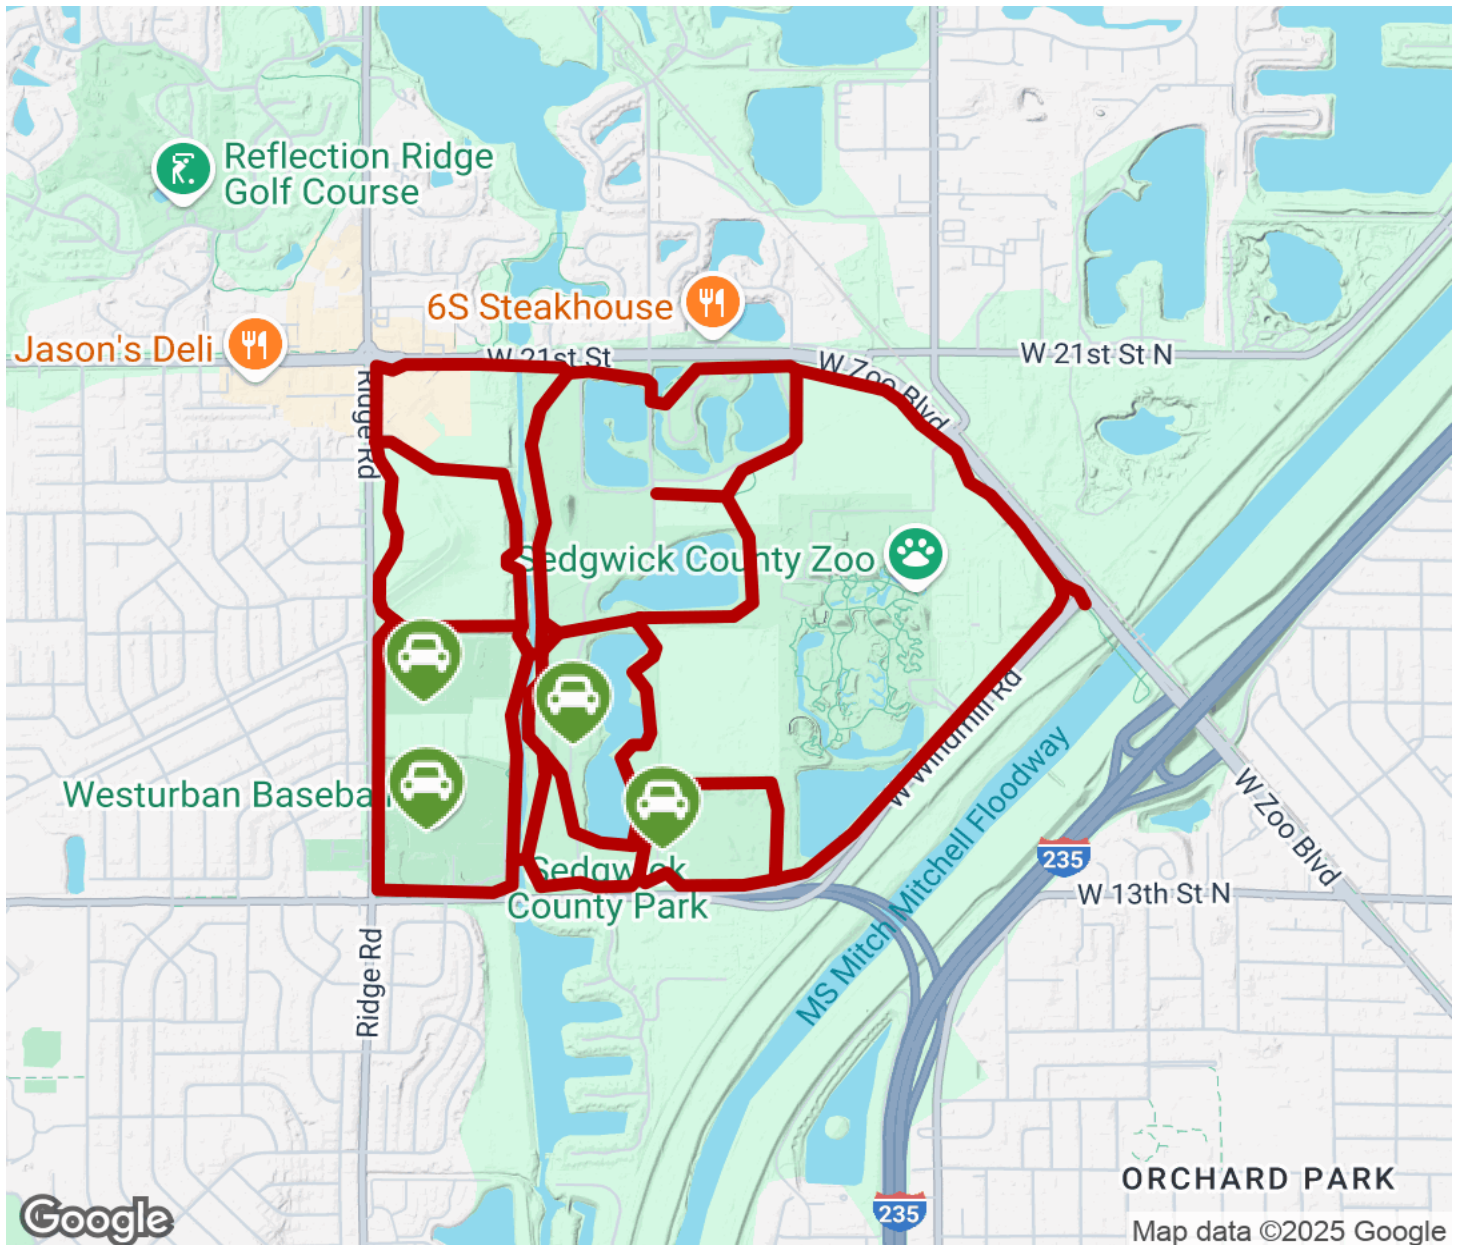 Reflection Ridge
Golf Course
6S Steakhouse
Jason's Deli
W 21st St
W Zoo Blvd
W 21st St N
Ridge Rd
Sedgwick County Zoo
W Windmill Rd
MS Mitch Mitchell Floodway
Westurban Baseba
W Zoo Blvd
235
Sedgwick
County Park
W 13th St N
Ridge Rd
ORCHARD PARK
235
Google
Map data ©2025 Google